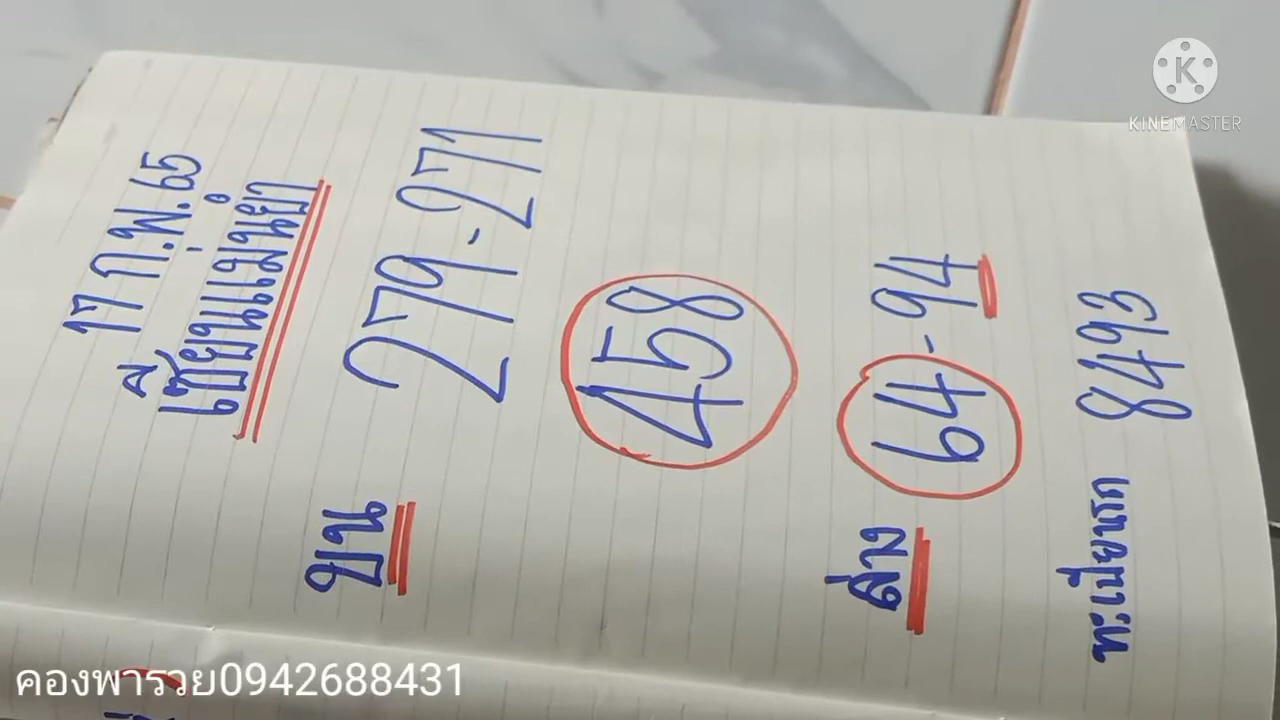 17 ก.พ.65
เซียนแม่นยำ
บน 279-271
458
ล่าง 64-94
ทะเบียนรถ 8493
คองพารวย0942688431
KINEMASTER